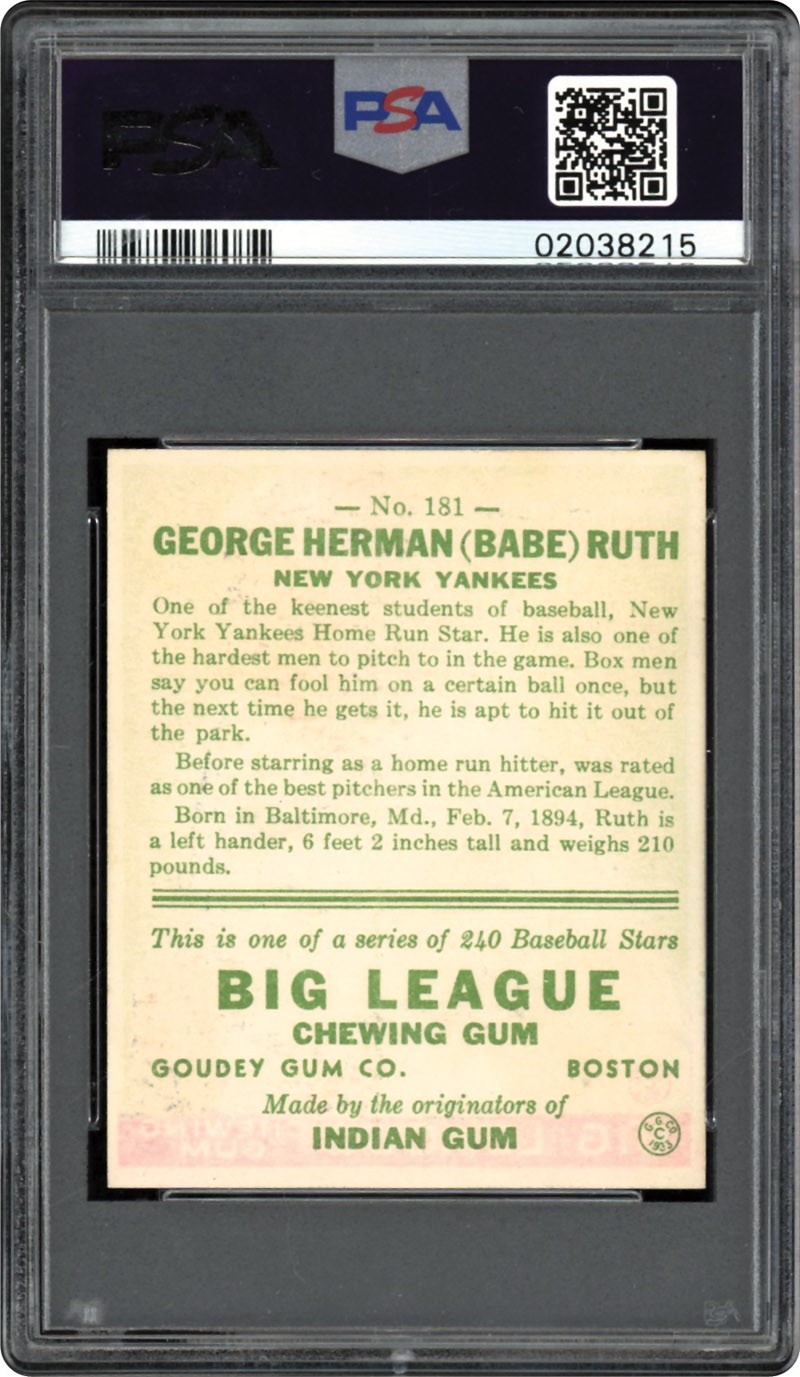 PSA
PSA
02038215
— No. 181 —
GEORGE HERMAN (BABE) RUTH
NEW YORK YANKEES
One of the keenest students of baseball, New
York Yankees Home Run Star. He is also one of
the hardest men to pitch to in the game. Box men
say you can fool him on a certain ball once, but
the next time he gets it, he is apt to hit it out of
the park.
Before starring as a home run hitter, was rated
as one of the best pitchers in the American League.
Born in Baltimore, Md., Feb. 7, 1894, Ruth is
a left hander, 6 feet 2 inches tall and weighs 210
pounds.
This is one of a series of 240 Baseball Stars
BIG LEAGUE
CHEWING GUM
GOUDEY GUM CO. BOSTON
Made by the originators of
INDIAN GUM
G. G. CO.
C
1933
PSA